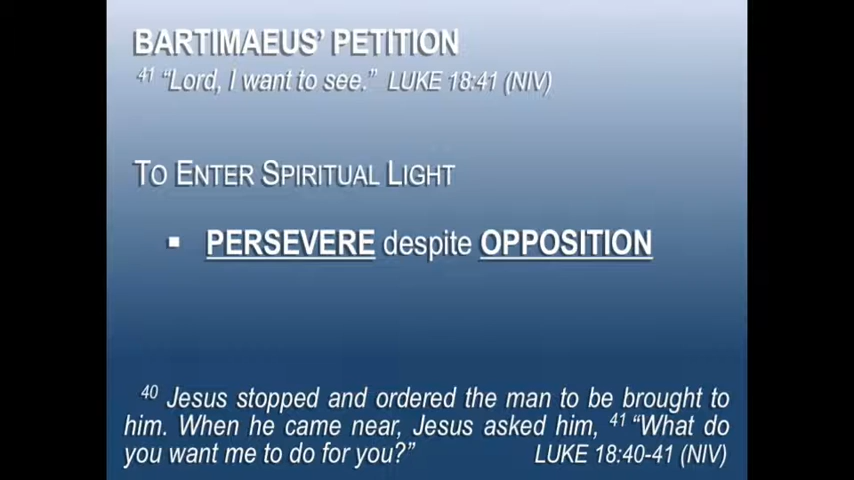 BARTIMAEUS' PETITION
41 “Lord, I want to see.” LUKE 18:41 (NIV)
TO ENTER SPIRITUAL LIGHT
▪ PERSEVERE despite OPPOSITION
40 Jesus stopped and ordered the man to be brought to
him. When he came near, Jesus asked him, 41 “What do
you want me to do for you?” LUKE 18:40-41 (NIV)